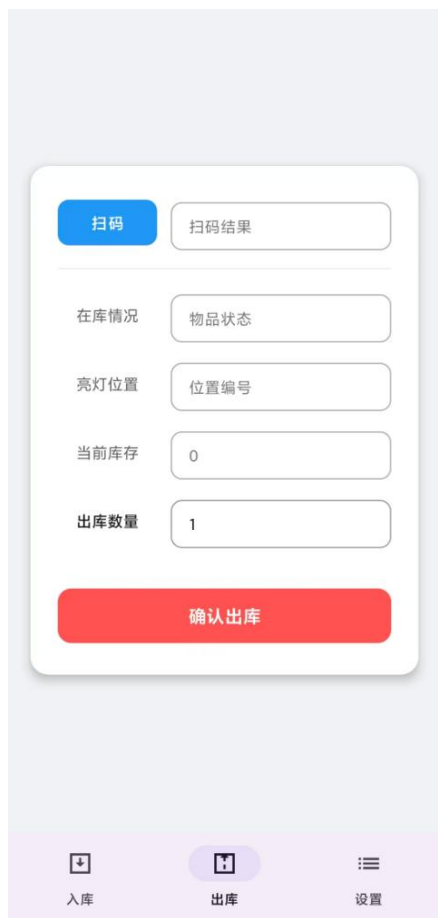 扫码 扫码结果
在库情况 物品状态
亮灯位置 位置编号
当前库存 0
出库数量 1
确认出库
入库 出库 设置